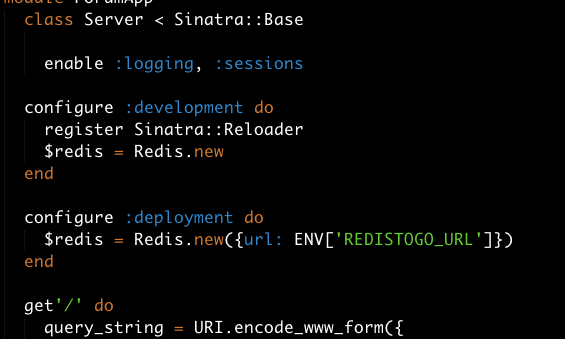 module ForumApp
  class Server < Sinatra::Base

    enable :logging, :sessions

  configure :development do
    register Sinatra::Reloader
    $redis = Redis.new
  end

  configure :deployment do
    $redis = Redis.new({url: ENV['REDISTOGO_URL']})
  end

  get'/' do
    query_string = URI.encode_www_form({